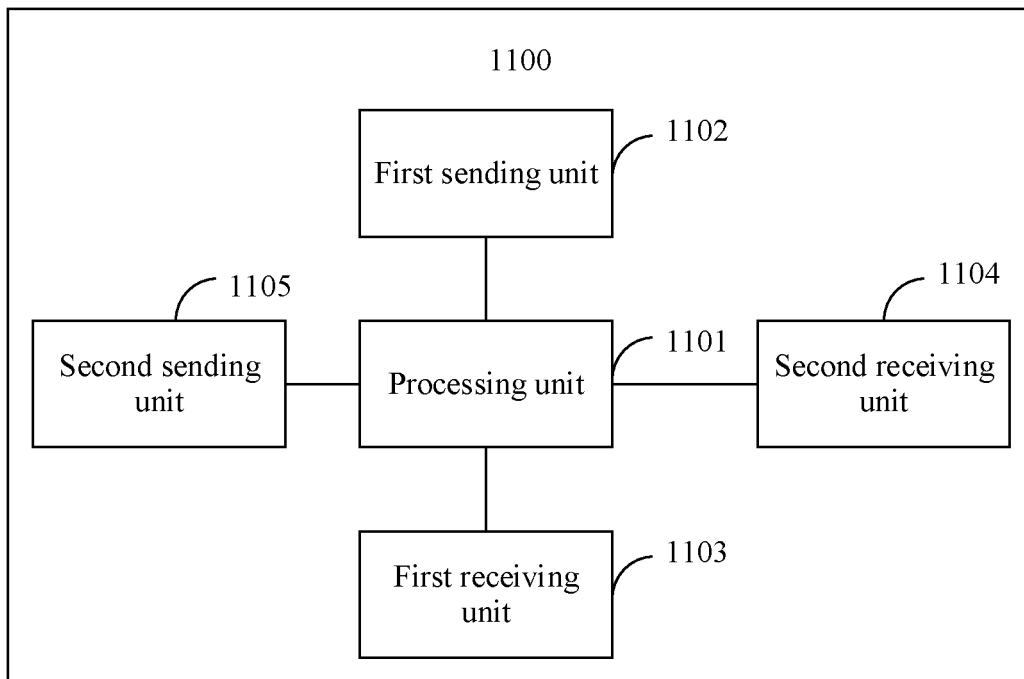 1100
1102
First sending unit
1105
1104
Second sending
unit
1101
Processing unit
Second receiving
unit
1103
First receiving
unit